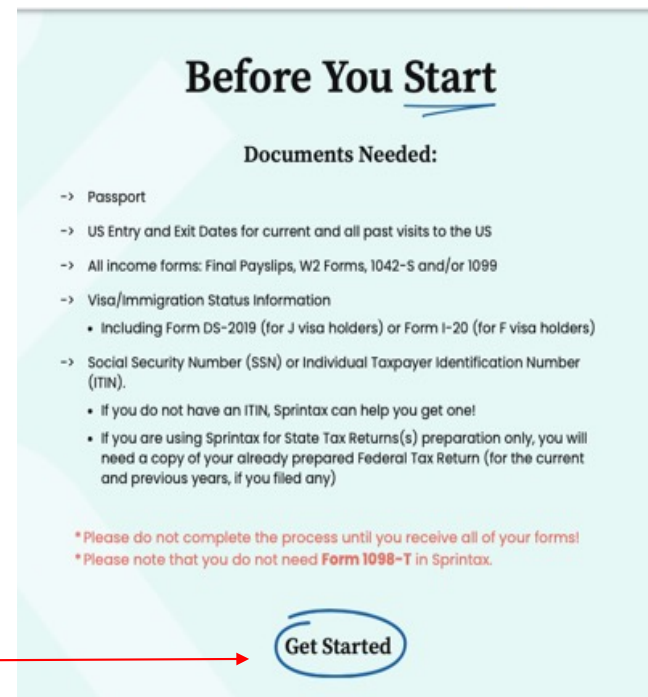 Before You Start
Documents Needed:
-> Passport
-> US Entry and Exit Dates for current and all past visits to the US
-> All income forms: Final Payslips, W2 Forms, 1042-S and/or 1099
-> Visa/Immigration Status Information
• Including Form DS-2019 (for J visa holders) or Form I-20 (for F visa holders)
-> Social Security Number (SSN) or Individual Taxpayer Identification Number
(ITIN).
• If you do not have an ITIN, Sprintax can help you get one!
• If you are using Sprintax for State Tax Returns(s) preparation only, you will
need a copy of your already prepared Federal Tax Return (for the current
and previous years, if you filed any)
*Please do not complete the process until you receive all of your forms!
*Please note that you do not need Form 1098-T in Sprintax.
Get Started